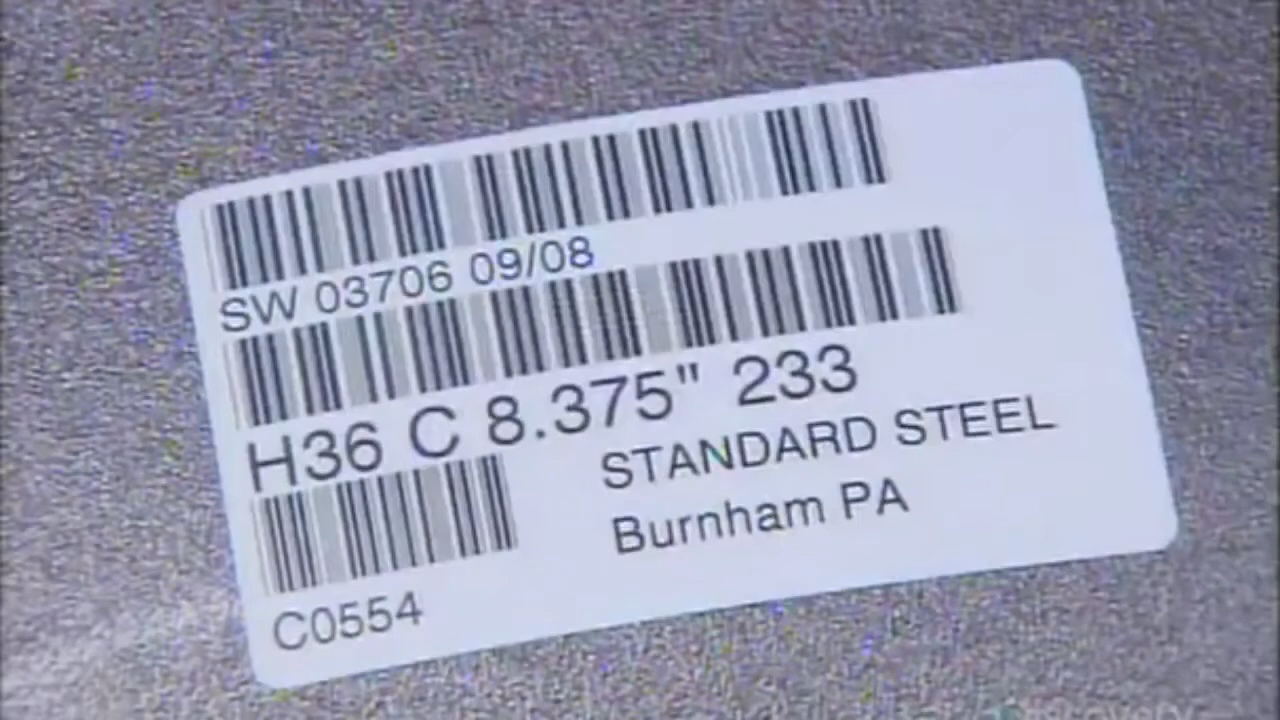 SW 03706 09/08
H36 C 8.375" 233
STANDARD STEEL
Burnham PA
C0554